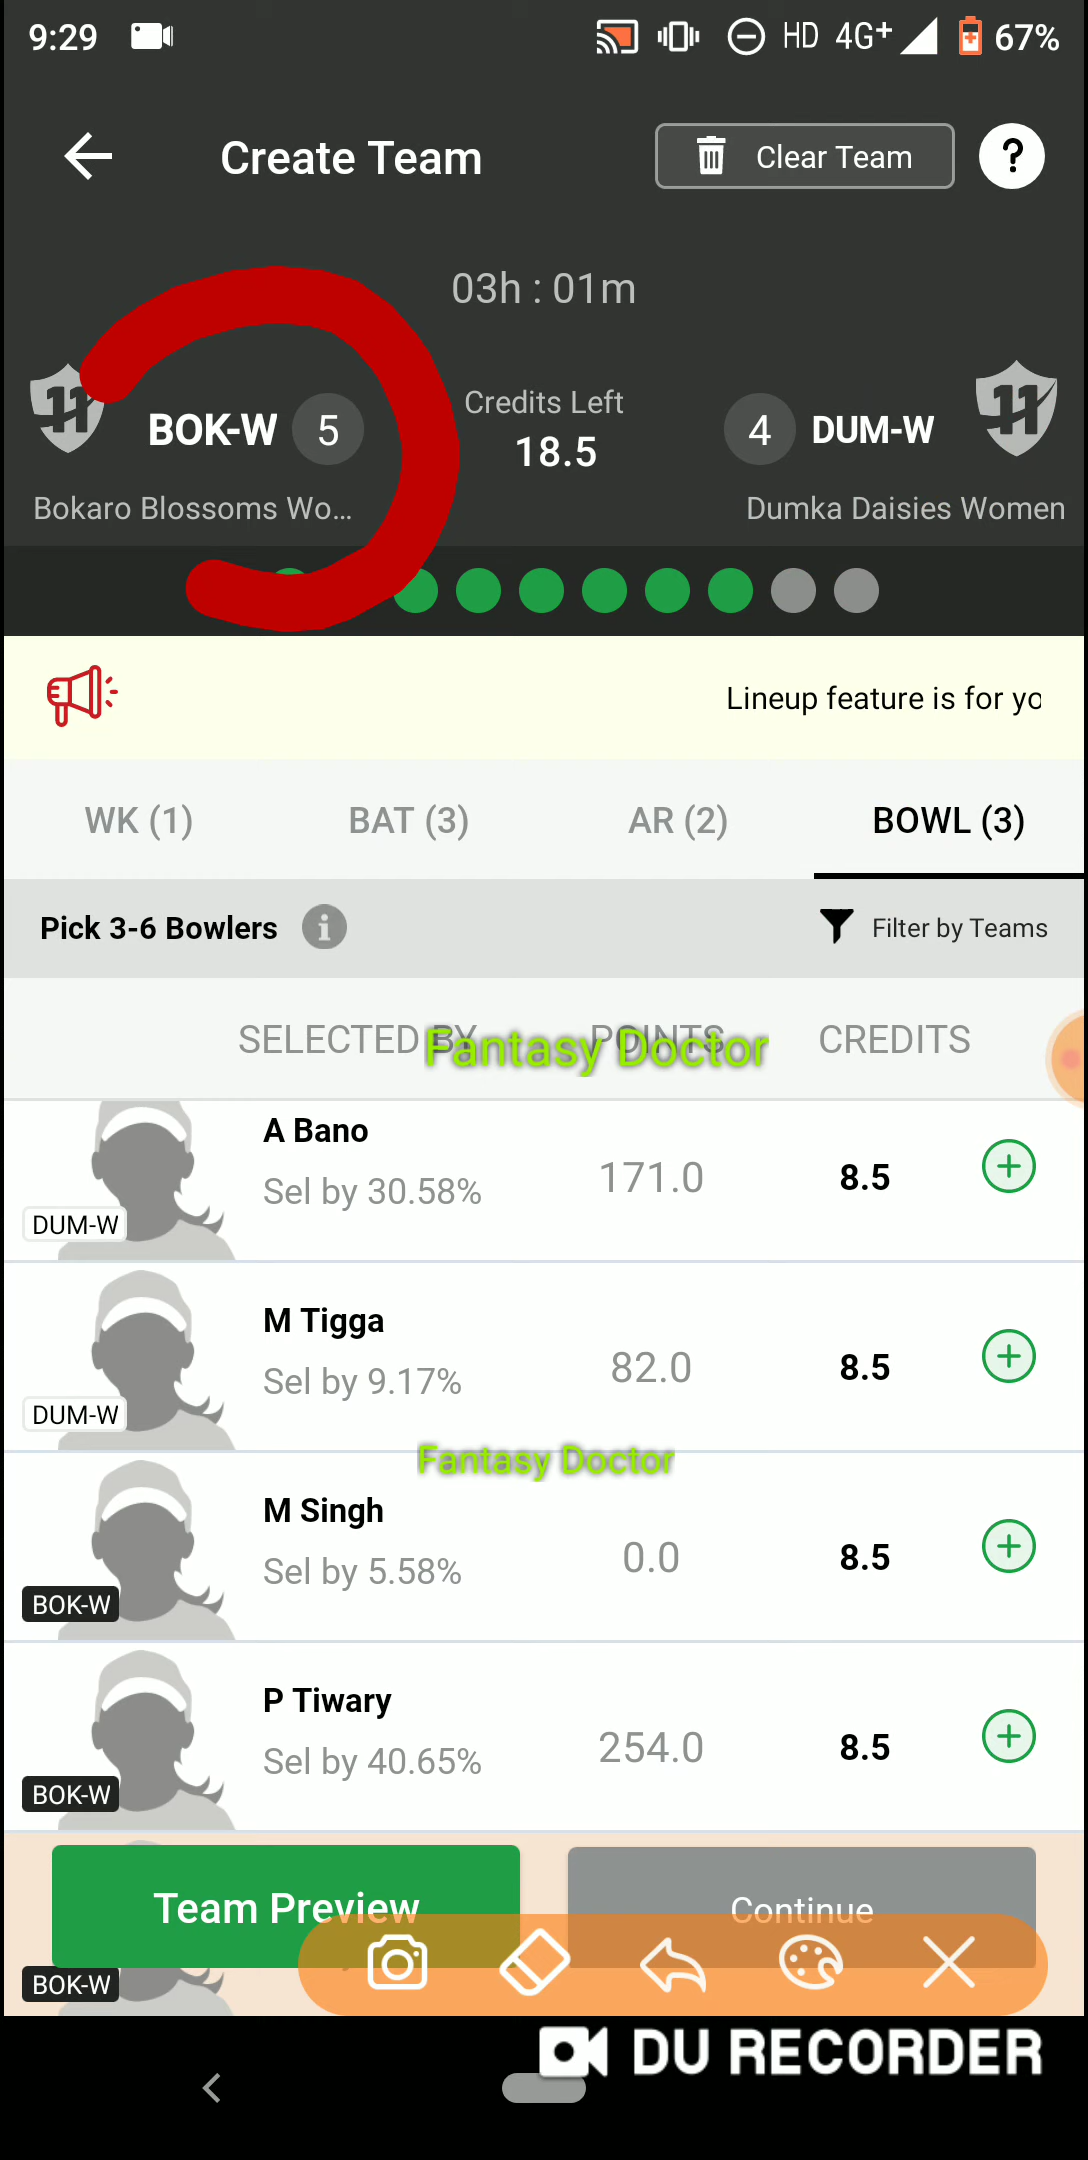 9:29 HD 4G+ 67%
Create Team
Clear Team
?
03h : 01m
BOK-W 5
Credits Left
18.5
4 DUM-W
Bokaro Blossoms Wo...
Dumka Daisies Women
Lineup feature is for yo
WK (1) BAT (3) AR (2) BOWL (3)
Pick 3-6 Bowlers i
Filter by Teams
SELECTED BY POINTS CREDITS
Fantasy Doctor
A Bano
Sel by 30.58% 171.0 8.5
DUM-W
M Tigga
Sel by 9.17% 82.0 8.5
DUM-W
Fantasy Doctor
M Singh
Sel by 5.58% 0.0 8.5
BOK-W
P Tiwary
Sel by 40.65% 254.0 8.5
BOK-W
Team Preview Continue
BOK-W
DU RECORDER